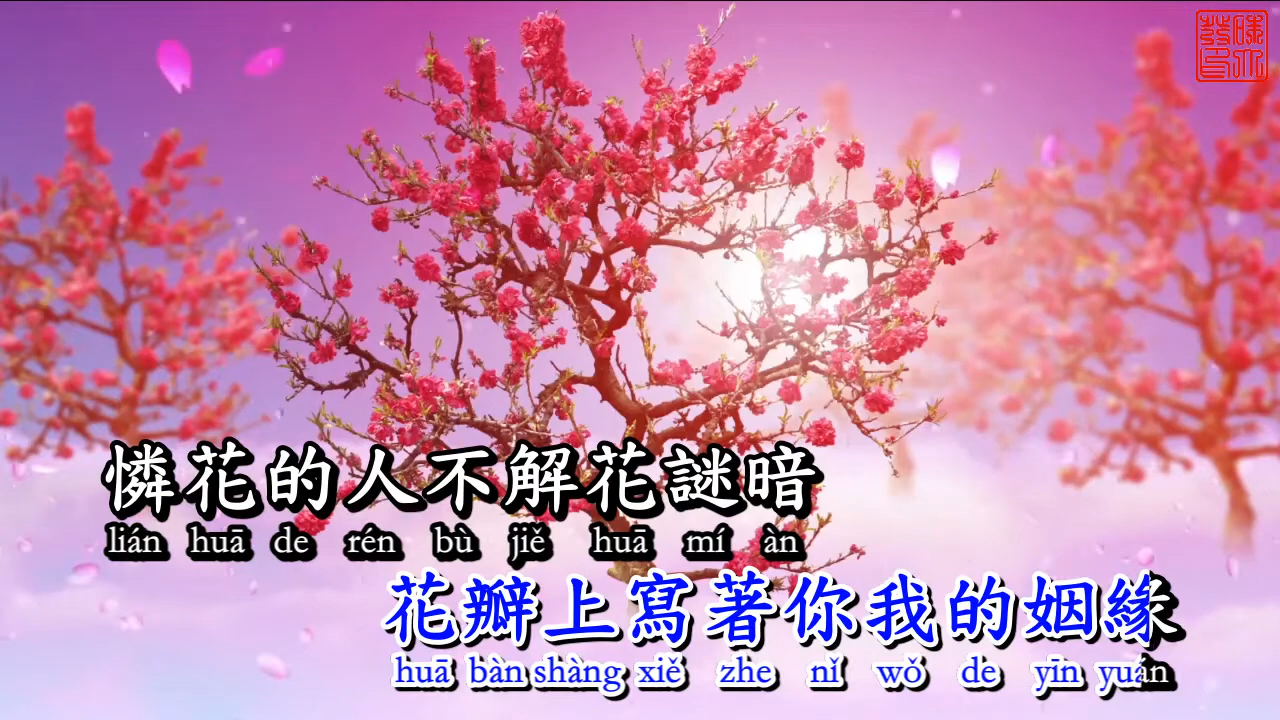 憐花的人不解花謎暗
lián huā de rén bù jiě huā mí àn
花瓣上寫著你我的姻緣
huā bàn shàng xiě zhe nǐ wǒ de yīn yuán